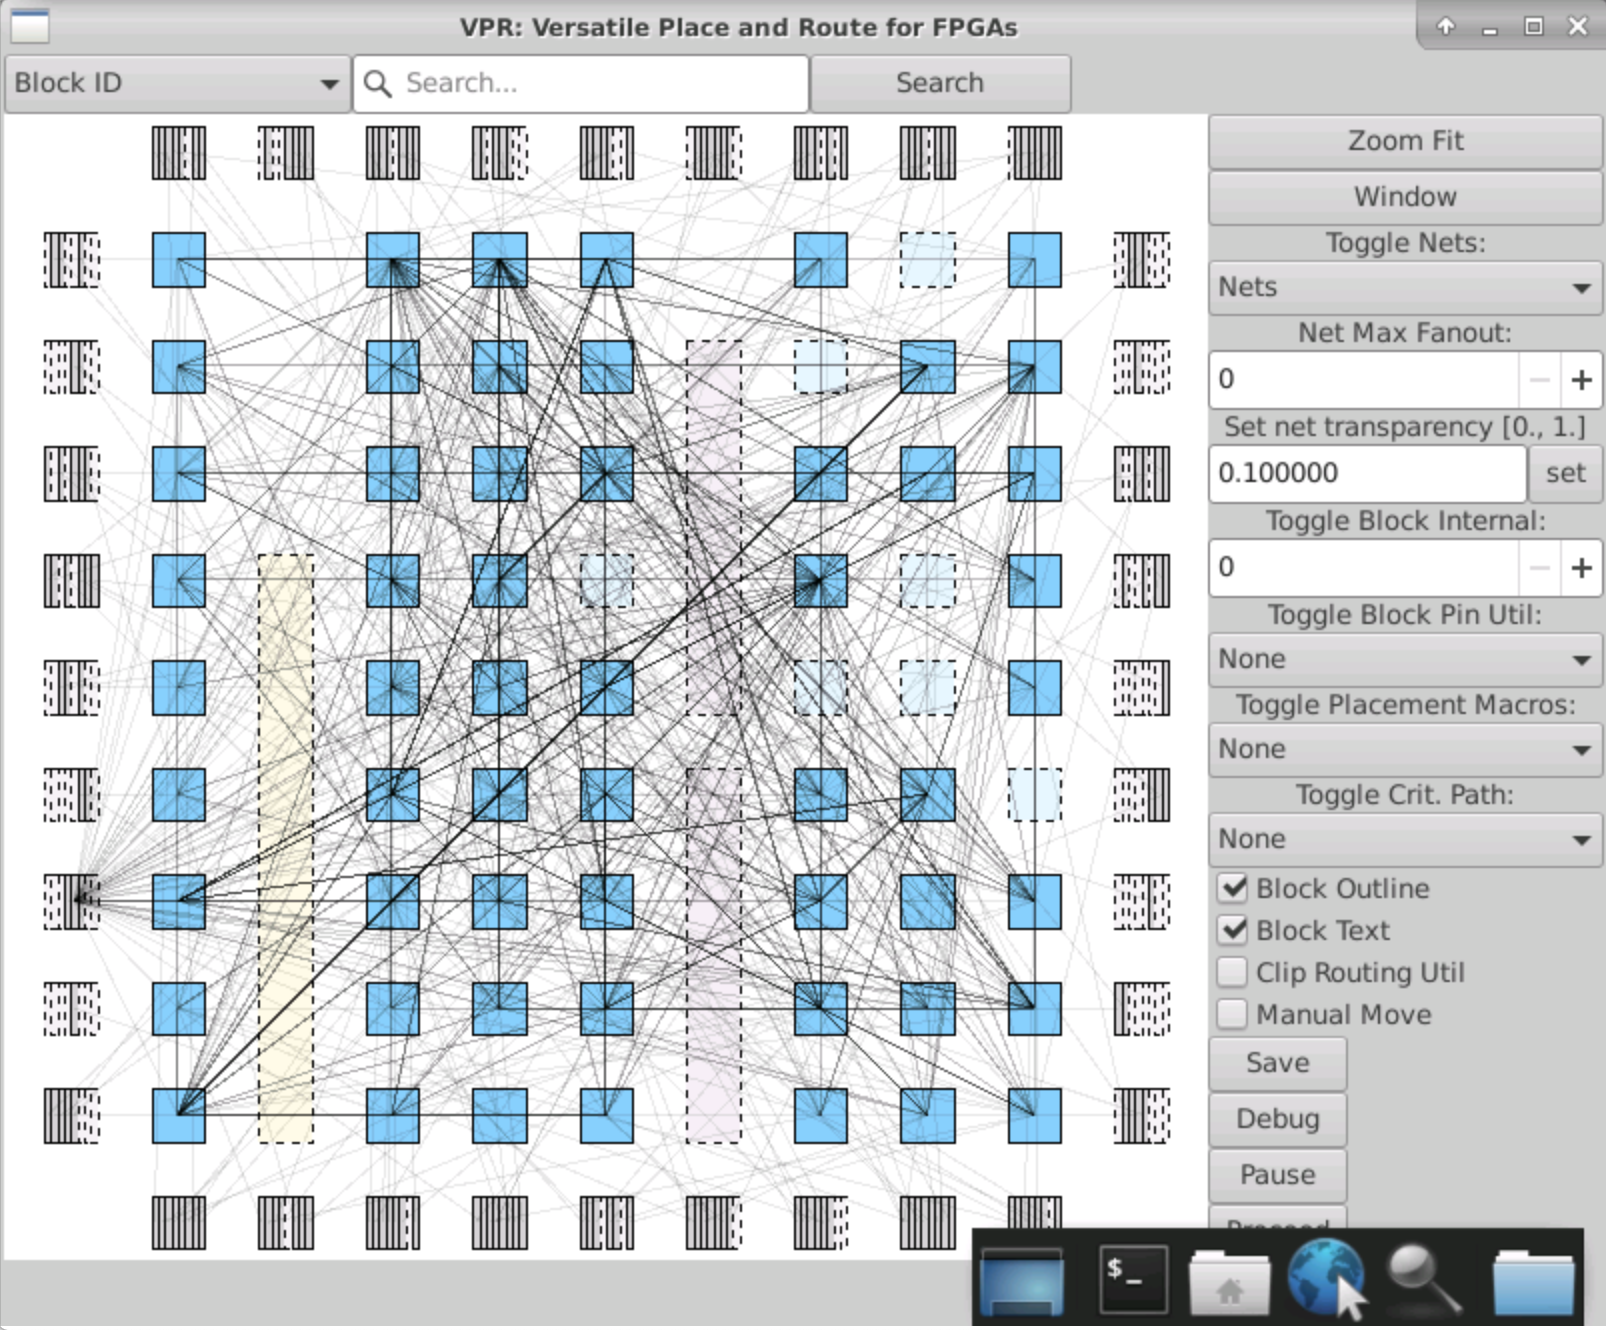 VPR: Versatile Place and Route for FPGAs
Block ID
Search...
Search
Zoom Fit
Window
Toggle Nets:
Nets
Net Max Fanout:
0
Set net transparency [0., 1.]
0.100000
set
Toggle Block Internal:
0
Toggle Block Pin Util:
None
Toggle Placement Macros:
None
Toggle Crit. Path:
None
Block Outline
Block Text
Clip Routing Util
Manual Move
Save
Debug
Pause
Proceed
$_